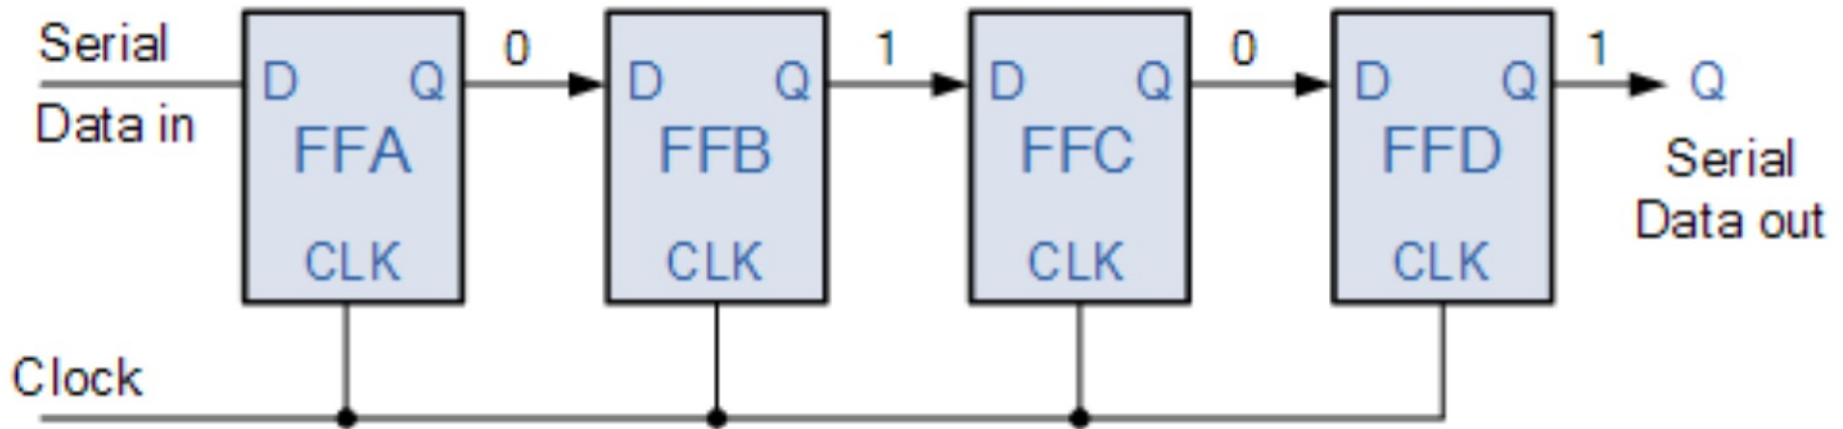 Serial
Data in
D Q
FFA
CLK
0
D Q
FFB
CLK
1
D Q
FFC
CLK
0
D Q
FFD
CLK
1
Q
Serial
Data out
Clock